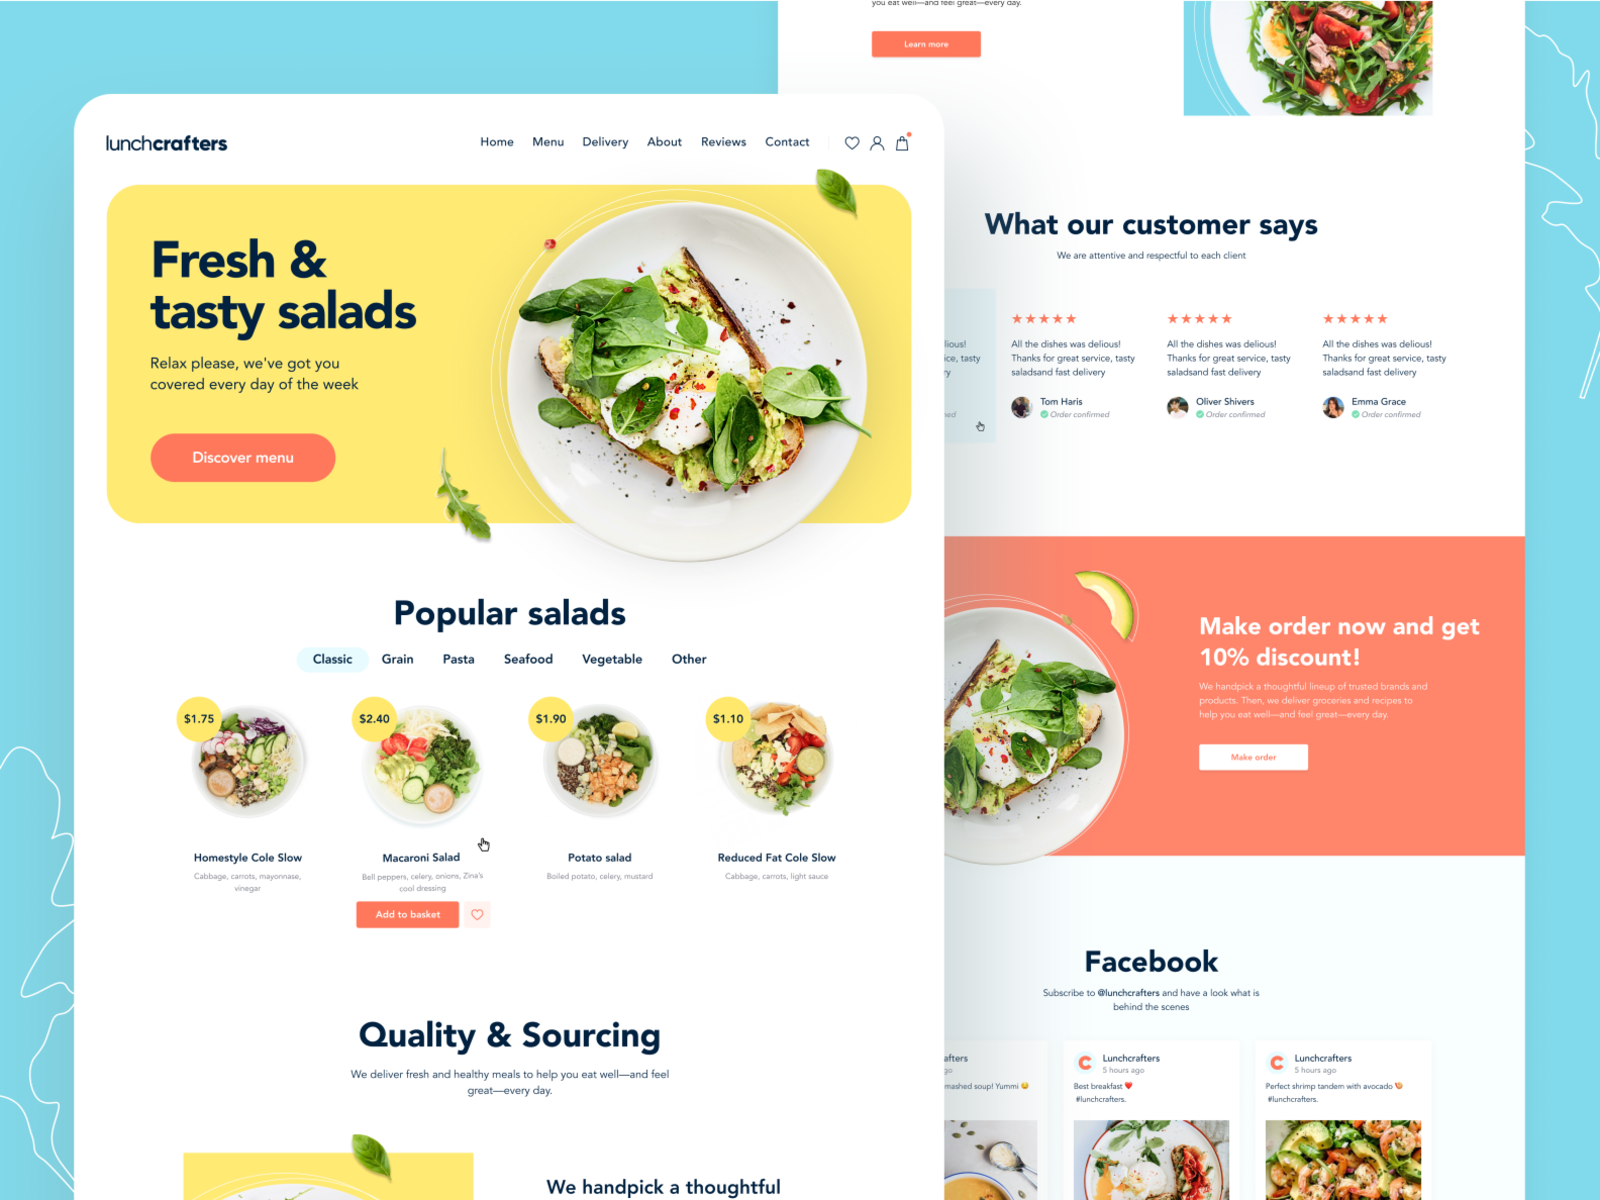 lunchcrafters
Home Menu Delivery About Reviews Contact
Fresh &
tasty salads
Relax please, we've got you
covered every day of the week
Discover menu
Popular salads
Classic Grain Pasta Seafood Vegetable Other
$1.75 $2.40 $1.90 $1.10
Homestyle Cole Slow
Cabbage, carrots, mayonnase,
vinegar
Macaroni Salad
Bell peppers, celery, onions, Zina's
cool dressing
Add to basket
Potato salad
Boiled potato, celery, mustard
Reduced Fat Cole Slow
Cabbage, carrots, light sauce
Quality & Sourcing
We deliver fresh and healthy meals to help you eat well—and feel
great—every day.
We handpick a thoughtful
you eat well—and feel great—every day.
Learn more
What our customer says
We are attentive and respectful to each client
lious!
ice, tasty
ry
ned
All the dishes was delious!
Thanks for great service, tasty
saladsand fast delivery
Tom Haris
Order confirmed
All the dishes was delious!
Thanks for great service, tasty
saladsand fast delivery
Oliver Shivers
Order confirmed
All the dishes was delious!
Thanks for great service, tasty
saladsand fast delivery
Emma Grace
Order confirmed
Make order now and get
10% discount!
We handpick a thoughtful lineup of trusted brands and
products. Then, we deliver groceries and recipes to
help you eat well—and feel great—every day.
Make order
Facebook
Subscribe to @lunchcrafters and have a look what is
behind the scenes
afters
go
mashed soup! Yummi 😉
Lunchcrafters
5 hours ago
Best breakfast ❤️
#lunchcrafters.
Lunchcrafters
5 hours ago
Perfect shrimp tandem with avocado 🍤
#lunchcrafters.